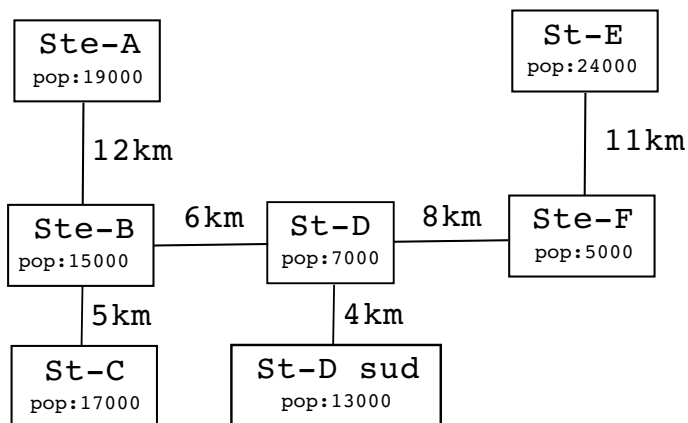 Ste-A
pop:19000
St-E
pop:24000
12km
11km
Ste-B
pop:15000
6km
St-D
pop:7000
8km
Ste-F
pop:5000
5km
4km
St-C
pop:17000
St-D sud
pop:13000